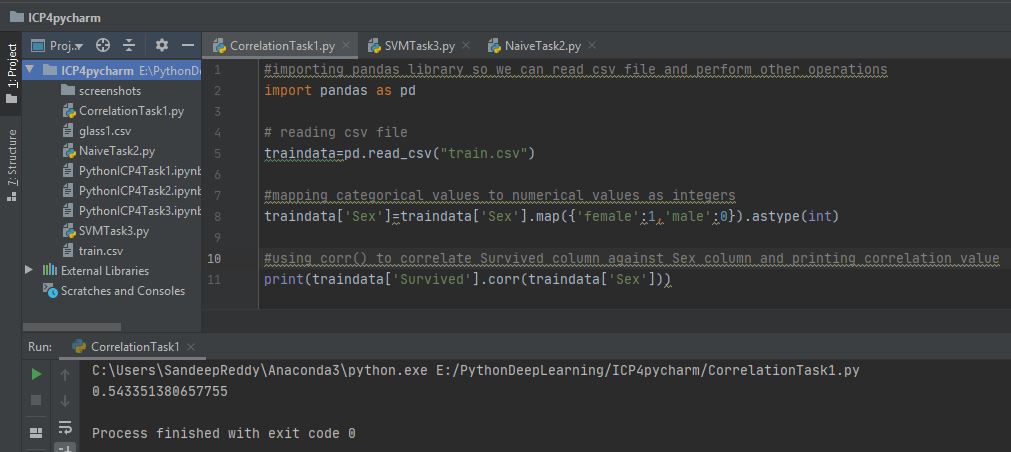 ICP4pycharm
1: Project
7: Structure
Proj..
ICP4pycharm E:\PythonDe
screenshots
CorrelationTask1.py
glass1.csv
NaiveTask2.py
PythonICP4Task1.ipynb
PythonICP4Task2.ipynb
PythonICP4Task3.ipynb
SVMTask3.py
train.csv
External Libraries
Scratches and Consoles
CorrelationTask1.py
SVMTask3.py
NaiveTask2.py
1 #importing pandas library so we can read csv file and perform other operations
2 import pandas as pd
3
4 # reading csv file
5 traindata=pd.read_csv("train.csv")
6
7 #mapping categorical values to numerical values as integers
8 traindata['Sex']=traindata['Sex'].map({'female':1,'male':0}).astype(int)
9
10 #using corr() to correlate Survived column against Sex column and printing correlation value
11 print(traindata['Survived'].corr(traindata['Sex']))
Run: CorrelationTask1
C:\Users\SandeepReddy\Anaconda3\python.exe E:/PythonDeepLearning/ICP4pycharm/CorrelationTask1.py
0.543351380657755
Process finished with exit code 0